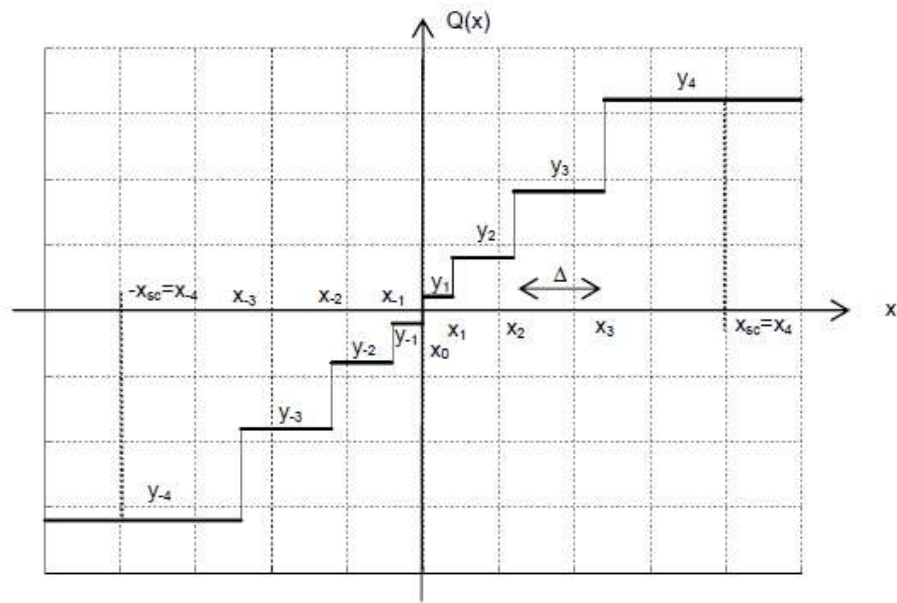 Q(x)
y₄
y₃
y₂
Δ
y₁
-xₛc=x₋₄
x₋₃
x₋₂
x₋₁
x
x₁
x₂
x₃
xₛc=x₄
y₋₁
x₀
y₋₂
y₋₃
y₋₄